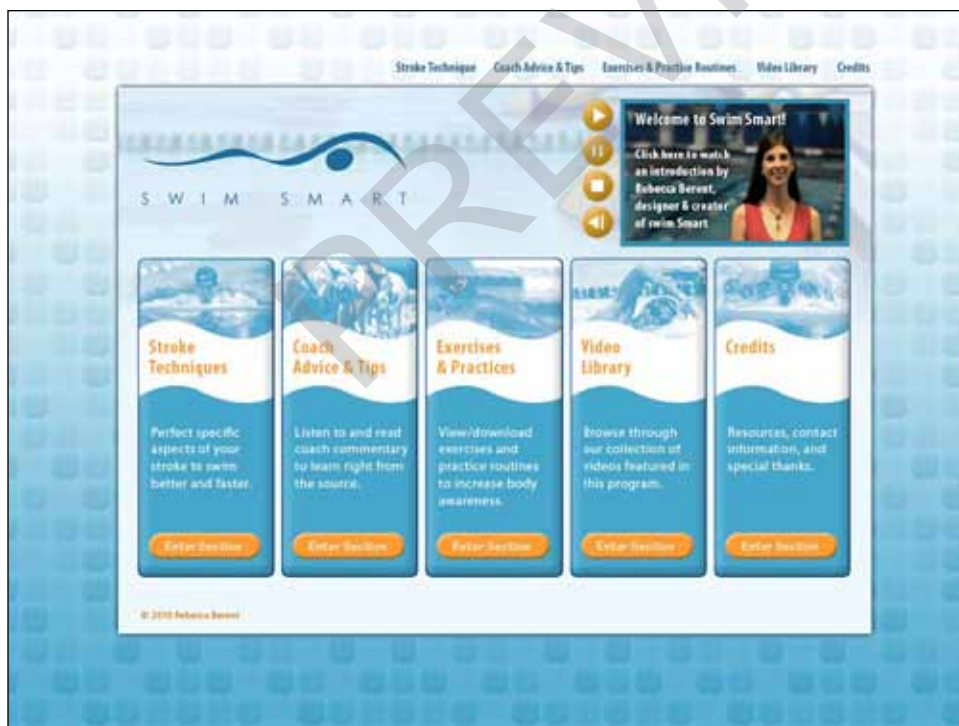 Stroke Technique Coach Advice & Tips Exercises & Practice Routines Video Library Credits
SWIM SMART
Welcome to Swim Smart!
Click here to watch
an introduction by
Rebecca Berent,
designer & creator
of swim Smart
Stroke
Techniques
Perfect specific
aspects of your
stroke to swim
better and faster.
Enter Section
Coach
Advice & Tips
Listen to and read
coach commentary
to learn right from
the source.
Enter Section
Exercises
& Practices
View/download
exercises and
practice routines
to increase body
awareness.
Enter Section
Video
Library
Browse through
our collection of
videos featured in
this program.
Enter Section
Credits
Resources, contact
information, and
special thanks.
Enter Section
© 2010 Rebecca Berent
PREVI